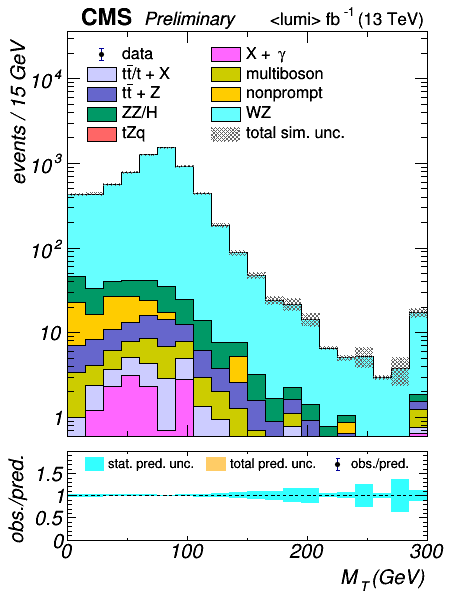 CMS Preliminary <lumi> fb⁻¹ (13 TeV)
events / 15 GeV
10⁴
10³
10²
10
1
data
tt̄/t + X
tt̄ + Z
ZZ/H
tZq
X + γ
multiboson
nonprompt
WZ
total sim. unc.
obs./pred.
1.5
1
0.5
0
stat. pred. unc. total pred. unc. obs./pred.
0 100 200 300
M_T(GeV)